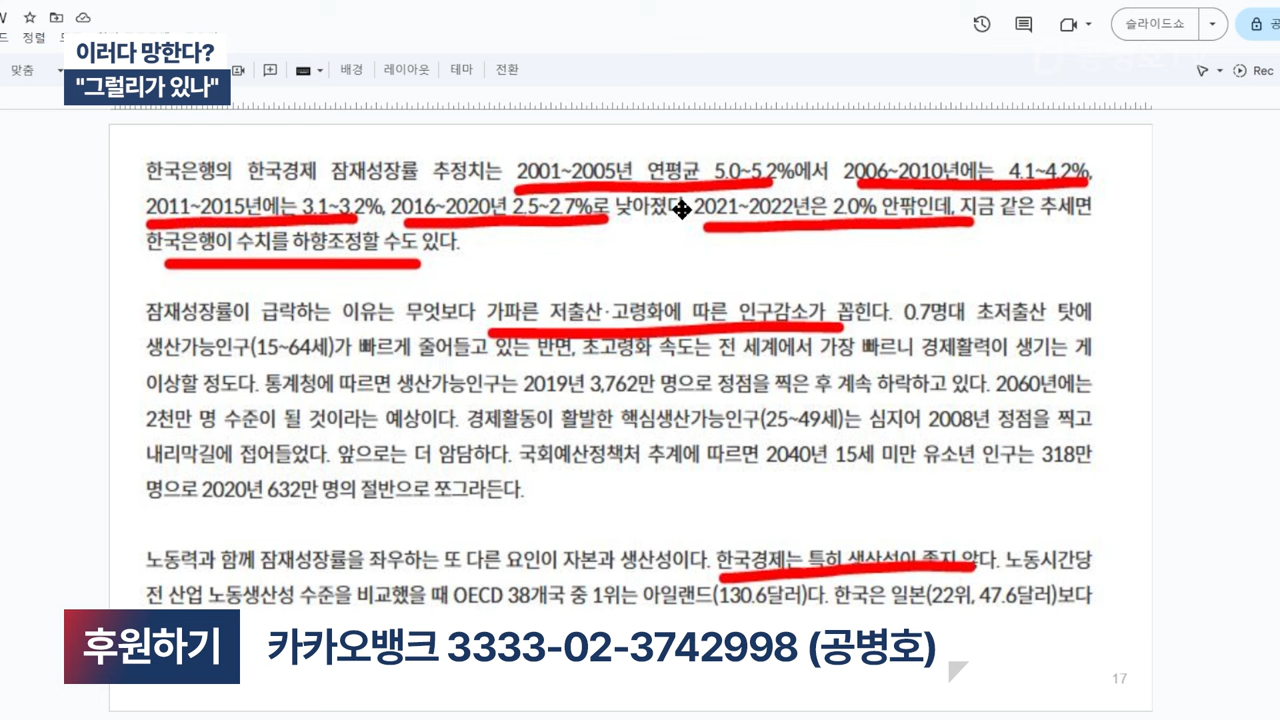 정렬
슬라이드쇼
이러다 망한다?
"그럴리가 있나"
맞춤
배경
레이아웃
테마
전환
Rec
한국은행의 한국경제 잠재성장률 추정치는 2001~2005년 연평균 5.0~5.2%에서 2006~2010년에는 4.1~4.2%,
2011~2015년에는 3.1~3.2%, 2016~2020년 2.5~2.7%로 낮아졌다 2021~2022년은 2.0% 안팎인데, 지금 같은 추세면
한국은행이 수치를 하향조정할 수도 있다.
잠재성장률이 급락하는 이유는 무엇보다 가파른 저출산·고령화에 따른 인구감소가 꼽힌다. 0.7명대 초저출산 탓에
생산가능인구(15~64세)가 빠르게 줄어들고 있는 반면, 초고령화 속도는 전 세계에서 가장 빠르니 경제활력이 생기는 게
이상할 정도다. 통계청에 따르면 생산가능인구는 2019년 3,762만 명으로 정점을 찍은 후 계속 하락하고 있다. 2060년에는
2천만 명 수준이 될 것이라는 예상이다. 경제활동이 활발한 핵심생산가능인구(25~49세)는 심지어 2008년 정점을 찍고
내리막길에 접어들었다. 앞으로는 더 암담하다. 국회예산정책처 추계에 따르면 2040년 15세 미만 유소년 인구는 318만
명으로 2020년 632만 명의 절반으로 쪼그라든다.
노동력과 함께 잠재성장률을 좌우하는 또 다른 요인이 자본과 생산성이다. 한국경제는 특히 생산성이 좋지 않다. 노동시간당
전 산업 노동생산성 수준을 비교했을 때 OECD 38개국 중 1위는 아일랜드(130.6달러)다. 한국은 일본(22위, 47.6달러)보다
후원하기
카카오뱅크 3333-02-3742998 (공병호)
17